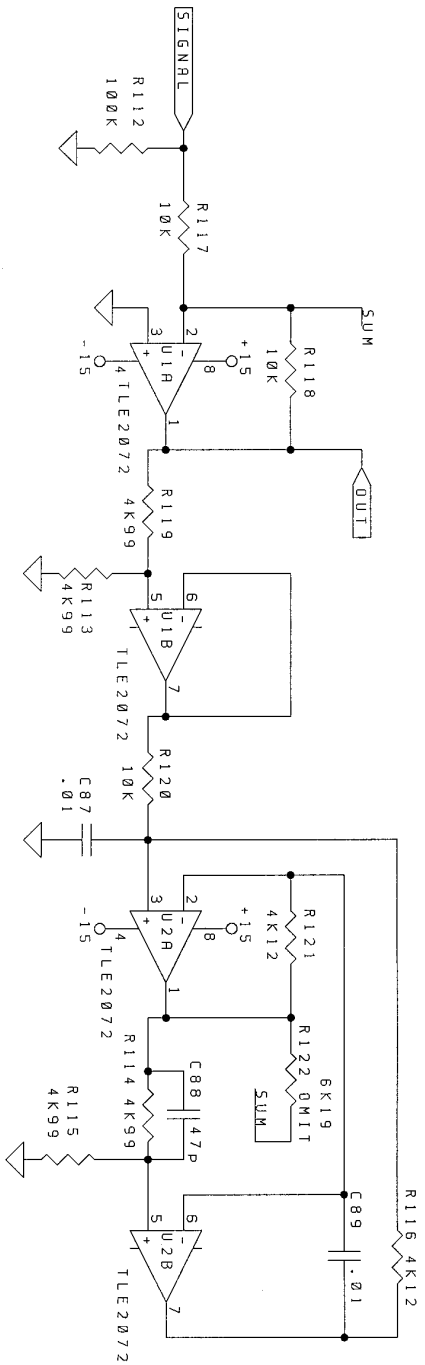 SIGNAL
R112
100K
R117
10K
SUM
R118
10K
OUT
+15
8
2
-
U1A
3
+
4
-15
1
TLE2072
R119
4K99
R113
4K99
6
-
U1B
5
+
7
TLE2072
R120
10K
C87
.01
+15
8
2
-
U2A
3
+
4
-15
1
TLE2072
R121
4K12
R122 OMIT
6K19
SUM
C88
47P
R114 4K99
R115
4K99
C89
.01
R116 4K12
6
-
U2B
5
+
7
TLE2072